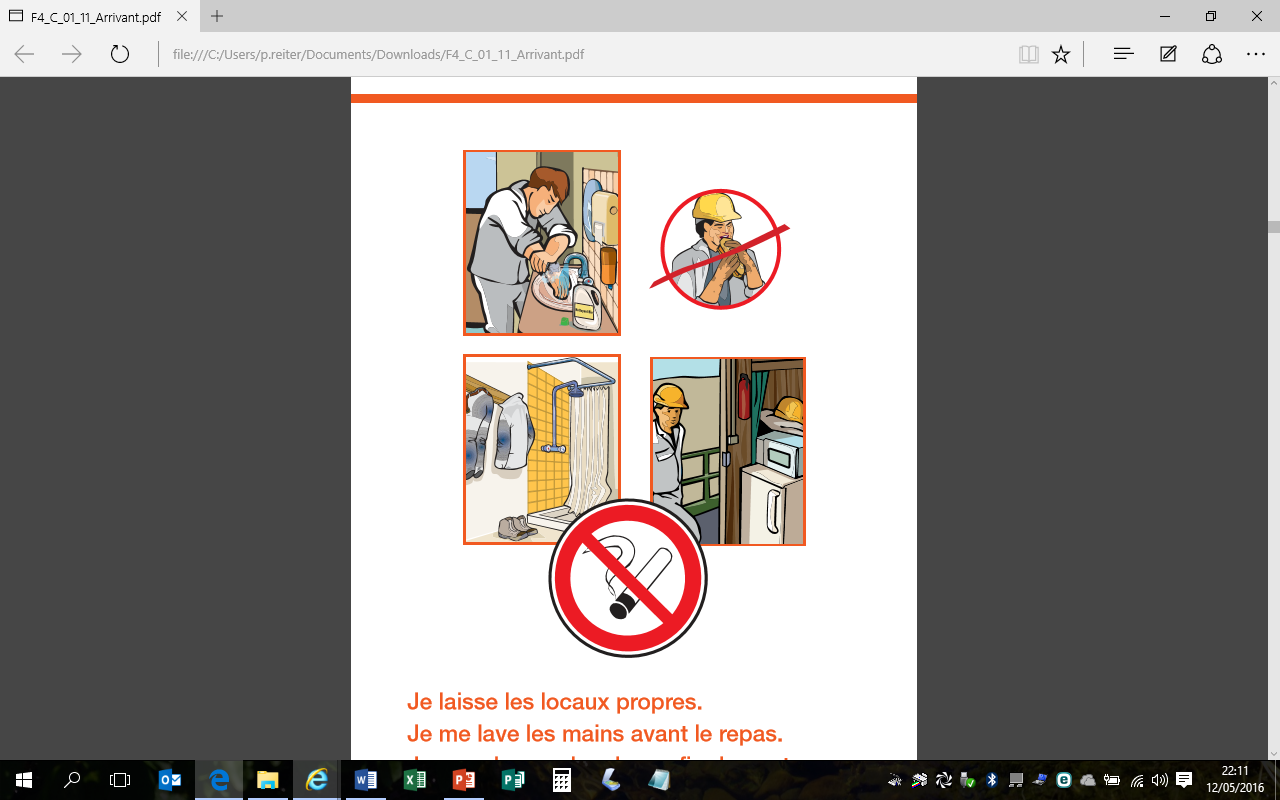 F4_C_01_11_Arrivant.pdf
file:///C:/Users/p.reiter/Documents/Downloads/F4_C_01_11_Arrivant.pdf
Je laisse les locaux propres.
Je me lave les mains avant le repas.
22:11
12/05/2016